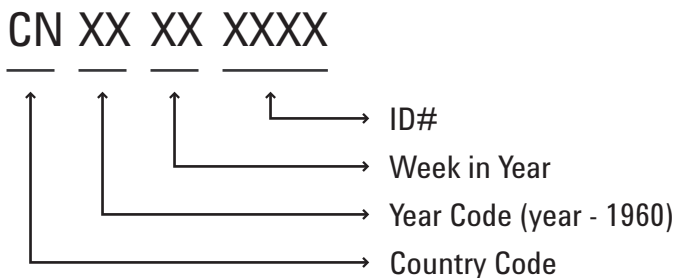 CN XX XX XXXX
ID#
Week in Year
Year Code (year - 1960)
Country Code